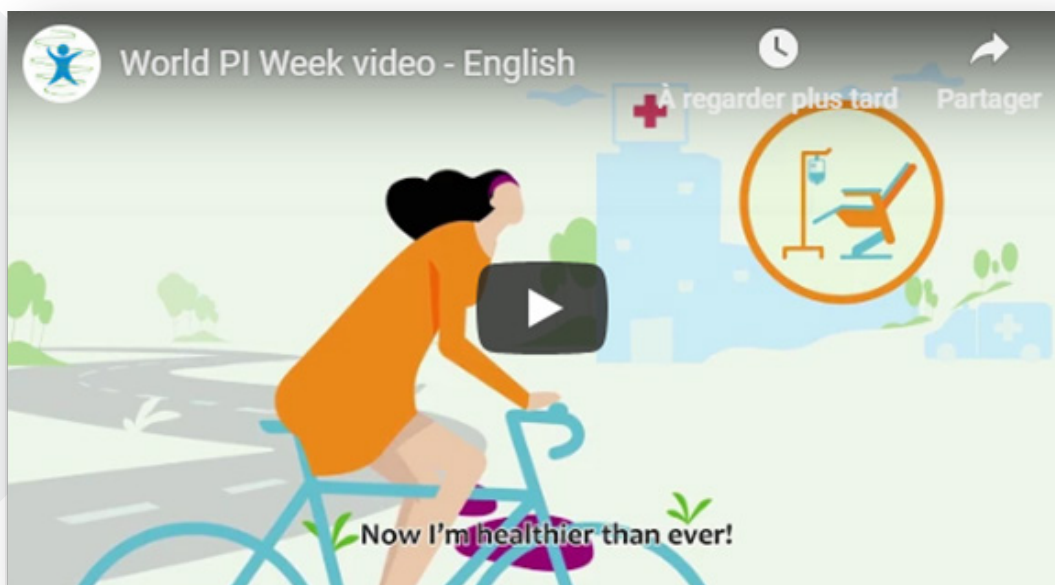 World PI Week video - English
À regarder plus tard
Partager
Now I'm healthier than ever!